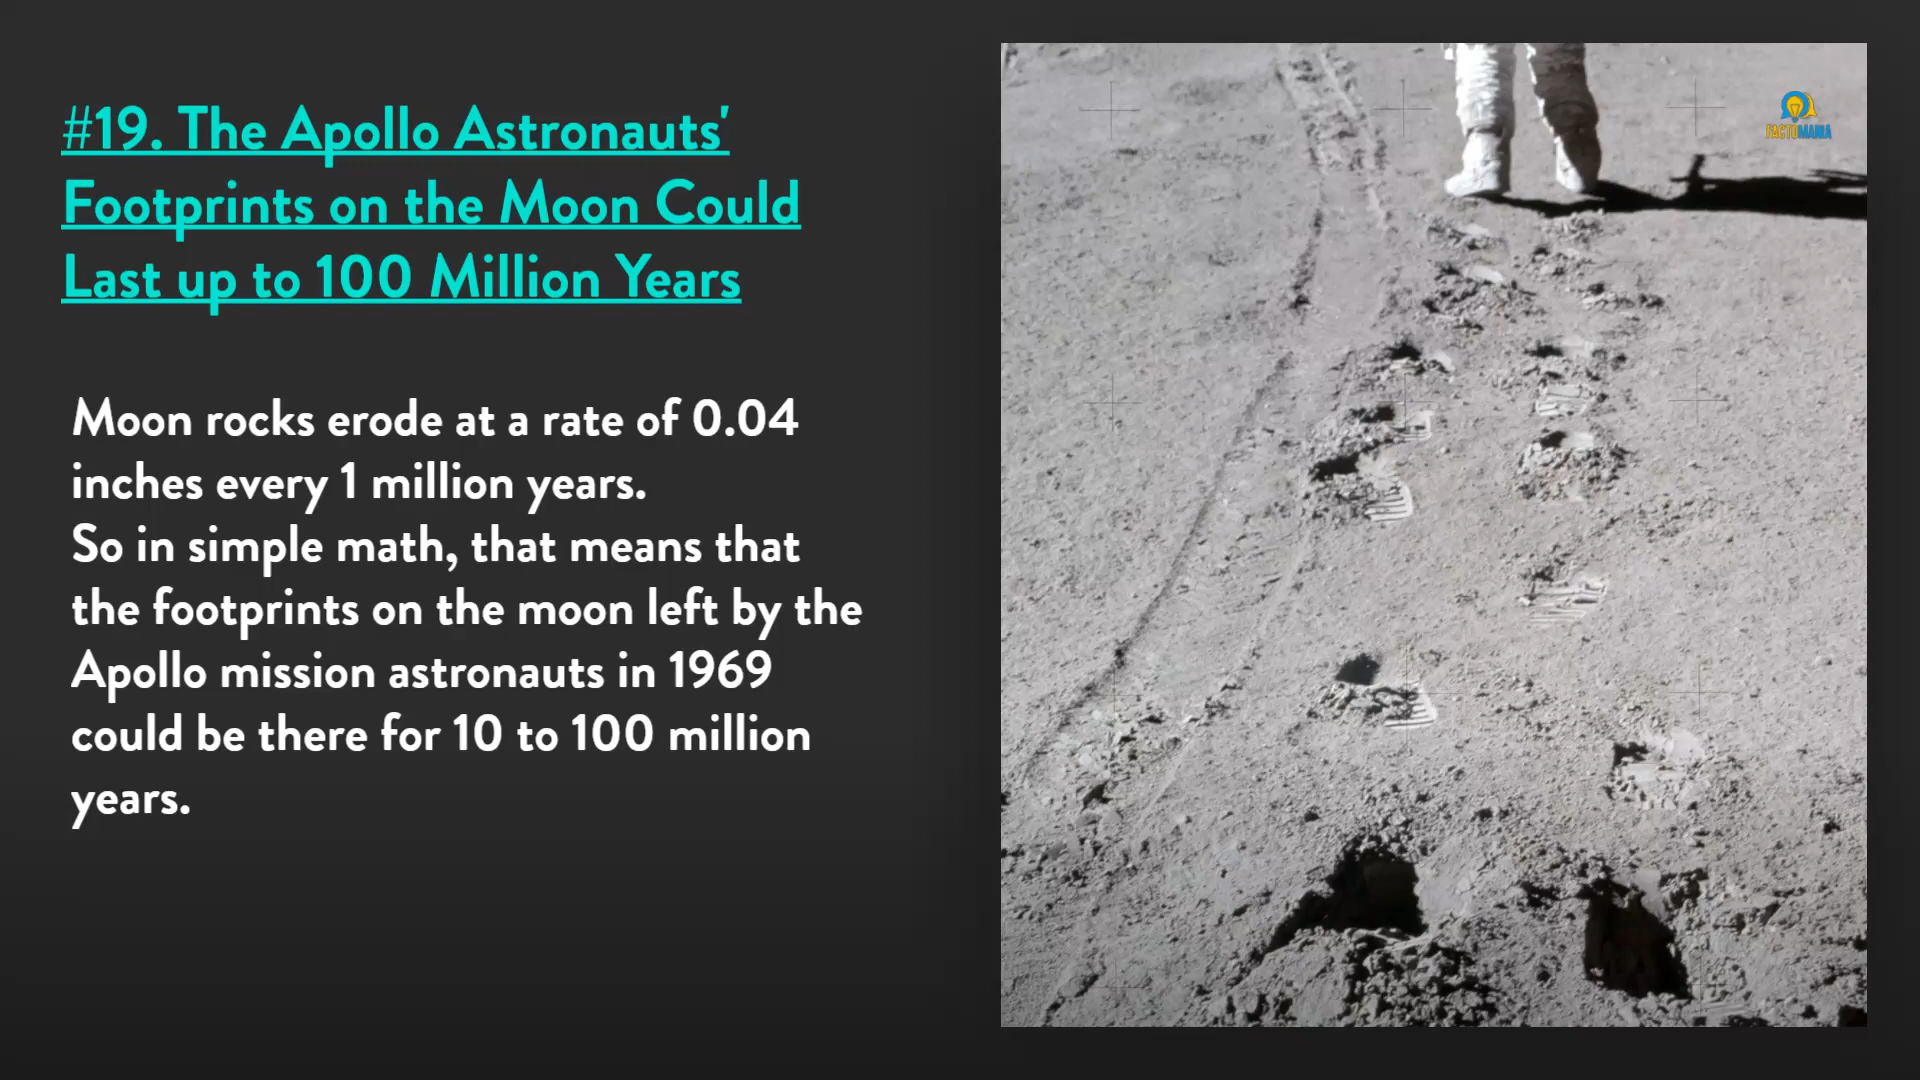 #19. The Apollo Astronauts'
Footprints on the Moon Could
Last up to 100 Million Years
Moon rocks erode at a rate of 0.04
inches every 1 million years.
So in simple math, that means that
the footprints on the moon left by the
Apollo mission astronauts in 1969
could be there for 10 to 100 million
years.
FACTOMANIA